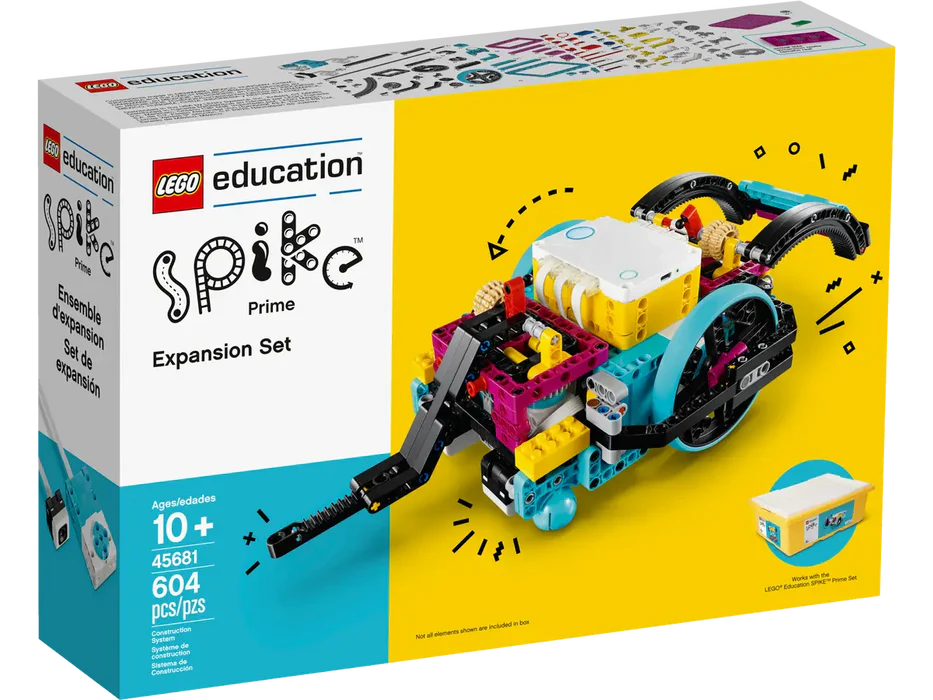 LEGO education
LEGO education
spike™
Prime
Expansion Set
Ages/edades
10+
45681
604
pcs/pzs
Construction
System
Système de
construction
Sistema de
Construcción
LEGO education
spike™
Prime
Ensemble
d'expansion
Set de
expansión
Not all elements shown are included in box
Works with the
LEGO® Education SPIKE™ Prime Set